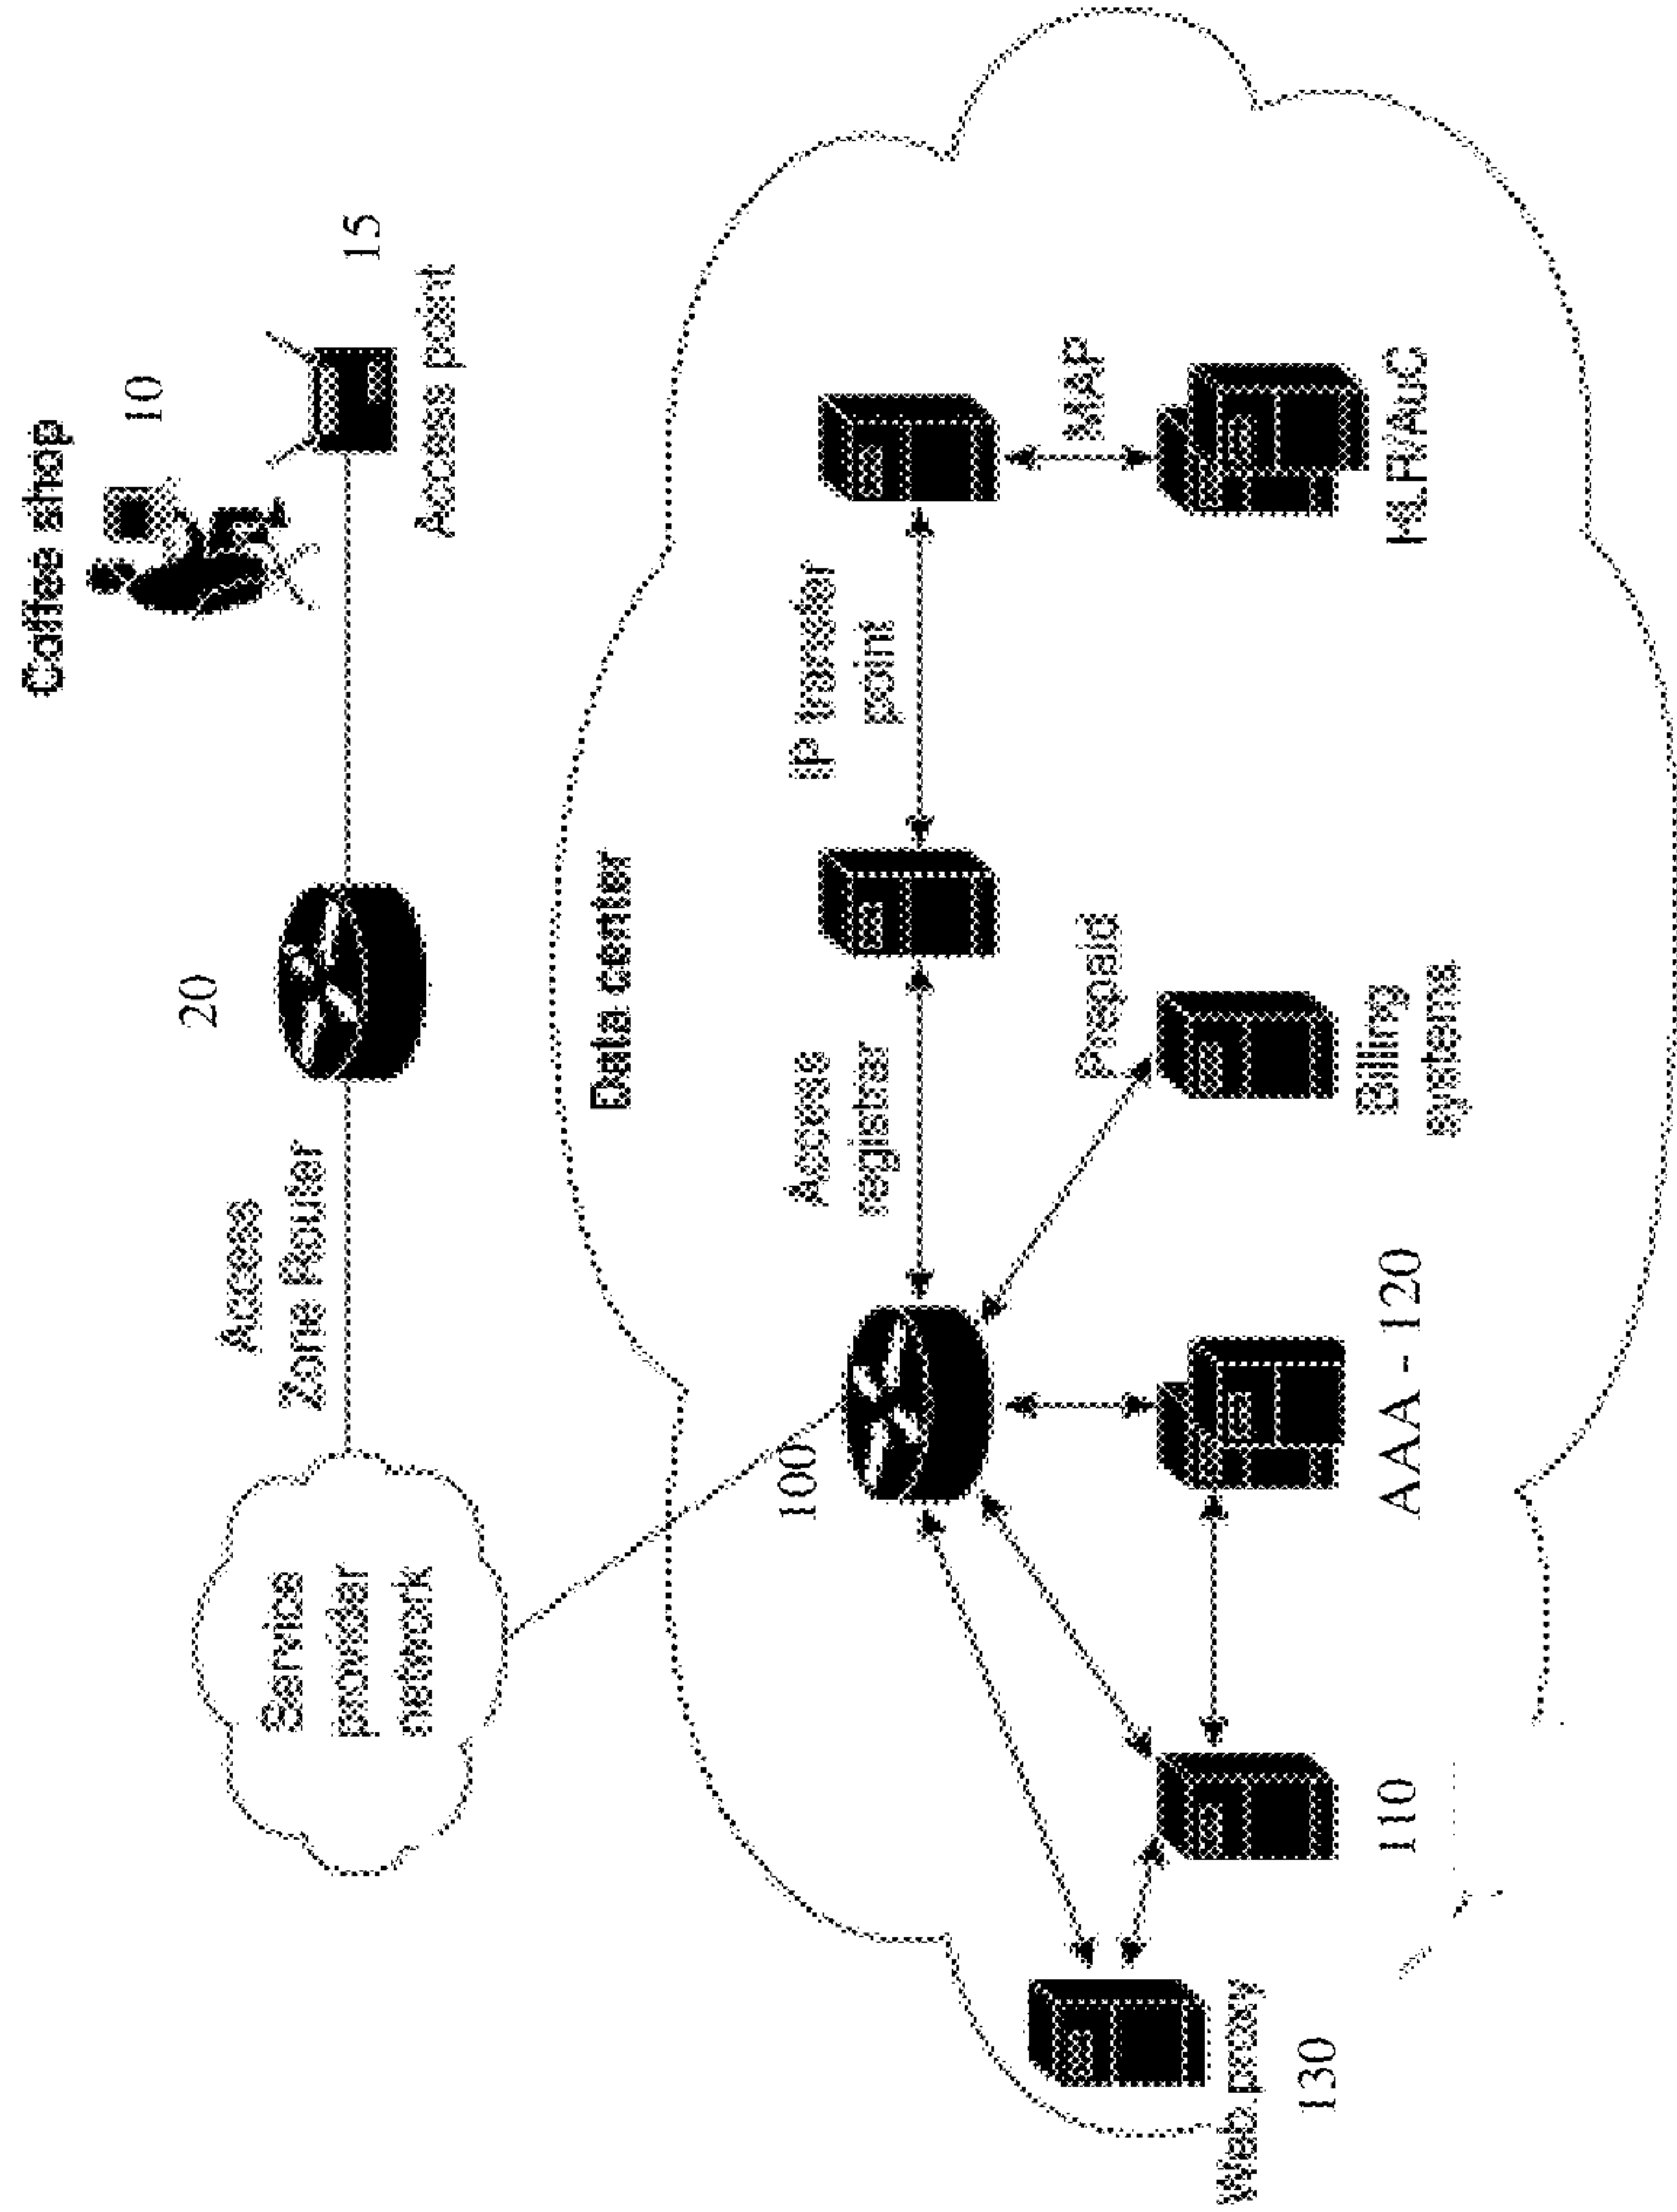 Coffee shop
10
15
Access point
20
Access
Zone Router
Service
provider
network
Data center
IP transfer
point
MAP
HLR/AuC
Access
registrar
Prepaid
Billing
systems
100
AAA - 120
110
Web proxy
130